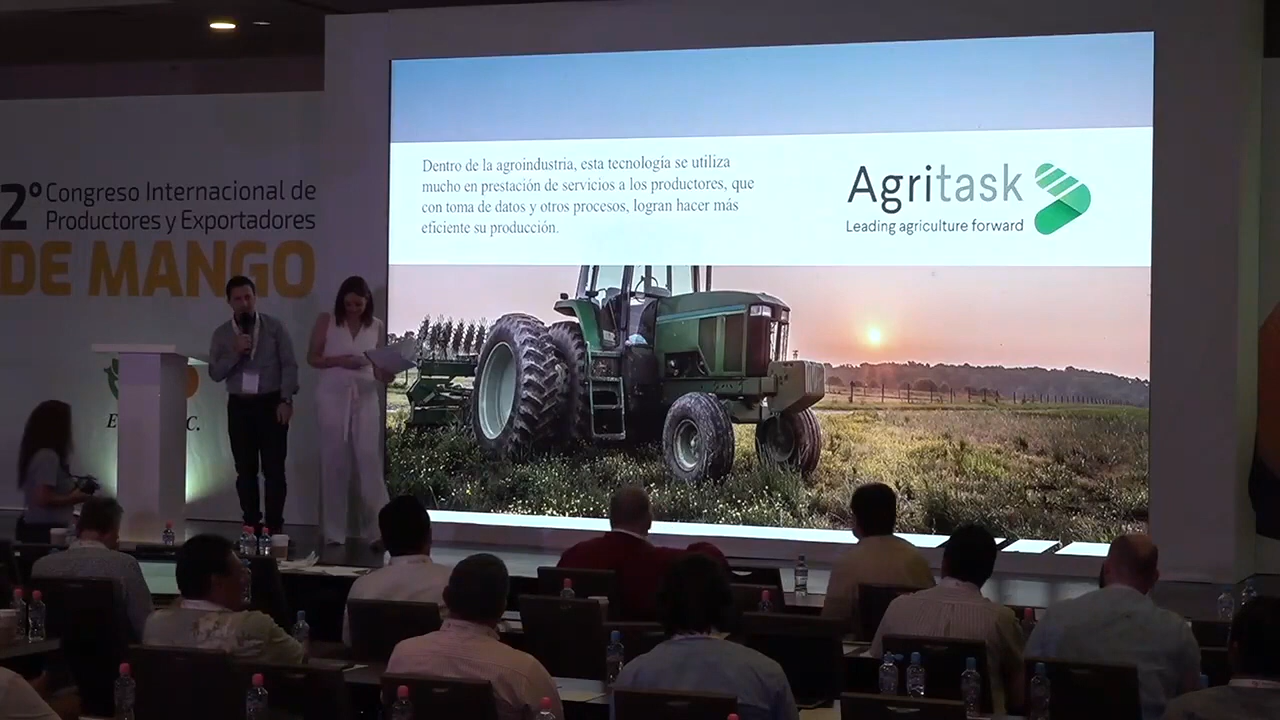 2º Congreso Internacional de
Productores y Exportadores
DE MANGO
Dentro de la agroindustria, esta tecnología se utiliza
mucho en prestación de servicios a los productores, que
con toma de datos y otros procesos, logran hacer más
eficiente su producción.
Agritask
Leading agriculture forward